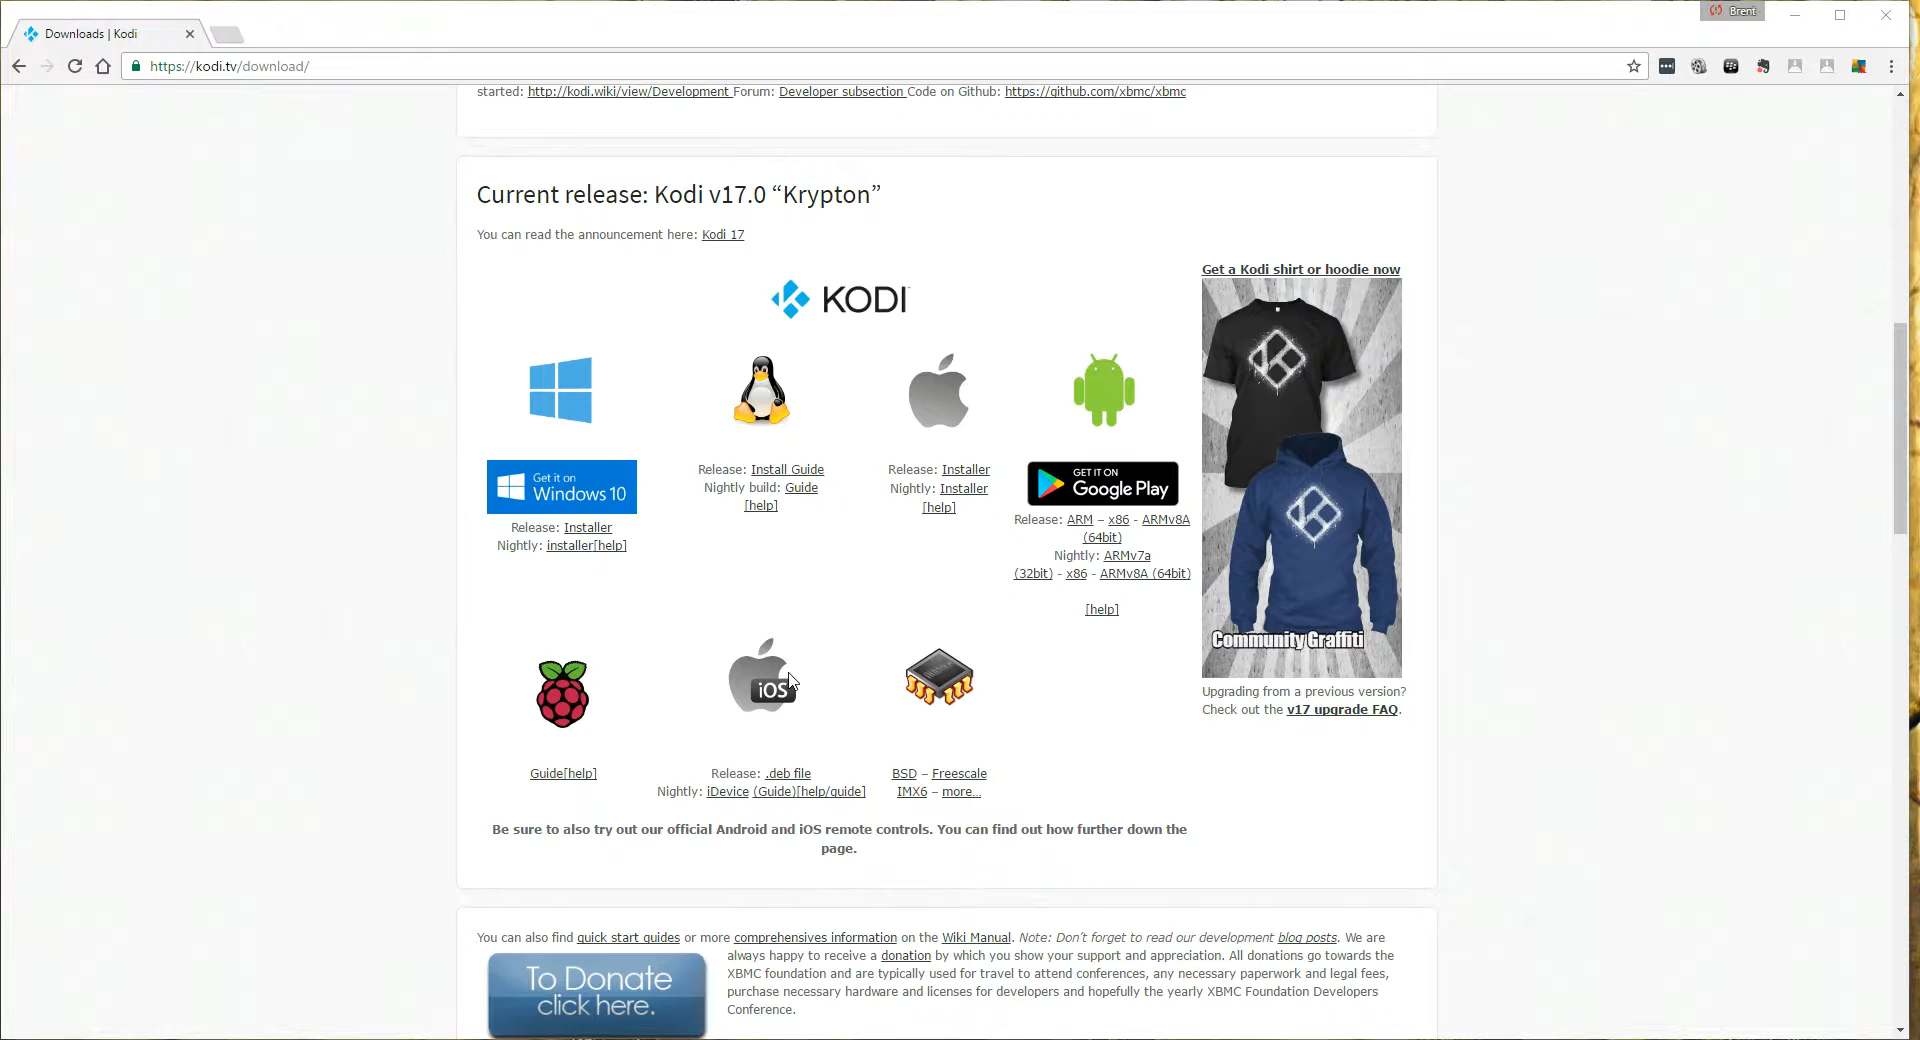 Brent
Downloads | Kodi
https://kodi.tv/download/
started: http://kodi.wiki/view/Development Forum: Developer subsection Code on Github: https://github.com/xbmc/xbmc
Current release: Kodi v17.0 “Krypton”
You can read the announcement here: Kodi 17
KODI
Get a Kodi shirt or hoodie now
Get it on
Windows 10
Release: Installer
Nightly: installer[help]
Release: Install Guide
Nightly build: Guide
[help]
Release: Installer
Nightly: Installer
[help]
GET IT ON
Google Play
Release: ARM – x86 - ARMv8A
(64bit)
Nightly: ARMv7a
(32bit) - x86 - ARMv8A (64bit)
[help]
Community Graffiti
Upgrading from a previous version?
Check out the v17 upgrade FAQ.
iOS
Guide[help]
Release: .deb file
Nightly: iDevice (Guide)[help/guide]
BSD – Freescale
IMX6 – more...
Be sure to also try out our official Android and iOS remote controls. You can find out how further down the
page.
You can also find quick start guides or more comprehensives information on the Wiki Manual. Note: Don’t forget to read our development blog posts. We are
always happy to receive a donation by which you show your support and appreciation. All donations go towards the
XBMC foundation and are typically used for travel to attend conferences, any necessary paperwork and legal fees,
purchase necessary hardware and licenses for developers and hopefully the yearly XBMC Foundation Developers
Conference.
To Donate
click here.